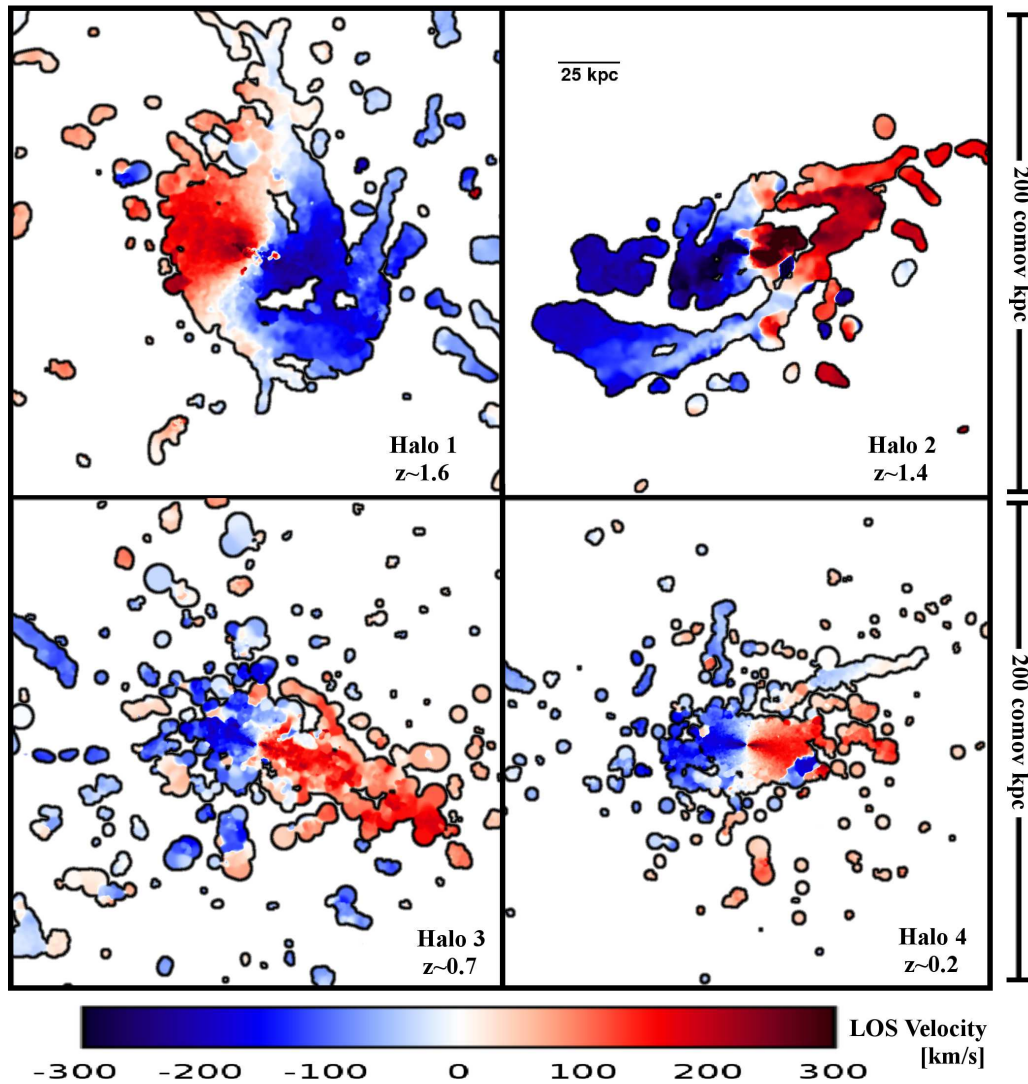 25 kpc
Halo 1
z~1.6
Halo 2
z~1.4
200 comov kpc
Halo 3
z~0.7
Halo 4
z~0.2
200 comov kpc
LOS Velocity
[km/s]
-300 -200 -100 0 100 200 300